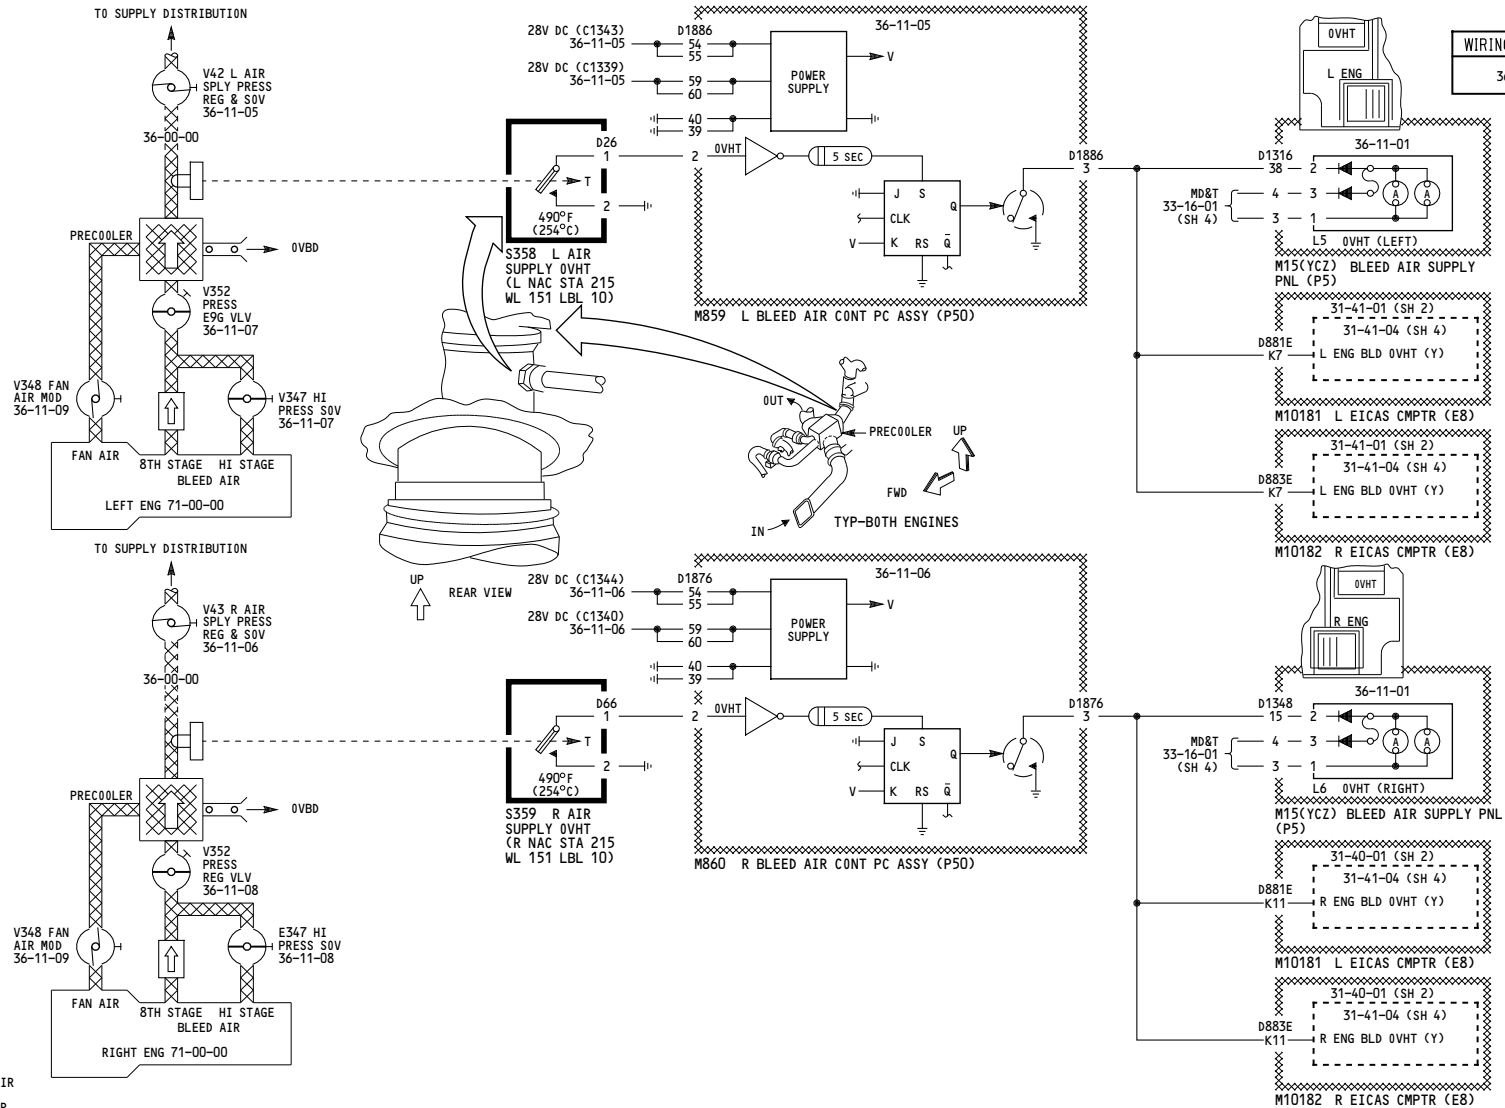 TO SUPPLY DISTRIBUTION
V42 L AIR
SPLY PRESS
REG & SOV
36-11-05
36-00-00
PRECOOLER
OVBD
V352
PRESS
E9G VLV
36-11-07
V348 FAN
AIR MOD
36-11-09
V347 HI
PRESS SOV
36-11-07
FAN AIR
8TH STAGE HI STAGE
BLEED AIR
LEFT ENG 71-00-00
28V DC (C1343)
36-11-05
28V DC (C1339)
36-11-05
D1886
54
55
59
60
40
39
POWER
SUPPLY
V
36-11-05
D26
1
T
2
490°F
(254°C)
S358 L AIR
SUPPLY OVHT
(L NAC STA 215
WL 151 LBL 10)
2 OVHT
5 SEC
J S
Q
CLK
V
K RS Q̅
D1886
3
M859 L BLEED AIR CONT PC ASSY (P50)
OVHT
L ENG
WIRING
36
36-11-01
D1316
38 2
MD&T
33-16-01
(SH 4)
4 3
3 1
A A
L5 OVHT (LEFT)
M15(YCZ) BLEED AIR SUPPLY
PNL (P5)
31-41-01 (SH 2)
31-41-04 (SH 4)
D881E
K7
L ENG BLD OVHT (Y)
M10181 L EICAS CMPTR (E8)
31-41-01 (SH 2)
31-41-04 (SH 4)
D883E
K7
L ENG BLD OVHT (Y)
M10182 R EICAS CMPTR (E8)
OUT
PRECOOLER
UP
FWD
IN
TYP-BOTH ENGINES
UP
REAR VIEW
TO SUPPLY DISTRIBUTION
V43 R AIR
SPLY PRESS
REG & SOV
36-11-06
36-00-00
PRECOOLER
OVBD
V352
PRESS
REG VLV
36-11-08
V348 FAN
AIR MOD
36-11-09
E347 HI
PRESS SOV
36-11-08
FAN AIR
8TH STAGE HI STAGE
BLEED AIR
RIGHT ENG 71-00-00
28V DC (C1344)
36-11-06
28V DC (C1340)
36-11-06
D1876
54
55
59
60
40
39
POWER
SUPPLY
V
36-11-06
D66
1
T
2
490°F
(254°C)
S359 R AIR
SUPPLY OVHT
(R NAC STA 215
WL 151 LBL 10)
2 OVHT
5 SEC
J S
Q
CLK
V
K RS Q̅
D1876
3
M860 R BLEED AIR CONT PC ASSY (P50)
OVHT
R ENG
36-11-01
D1348
15 2
MD&T
33-16-01
(SH 4)
4 3
3 1
A A
L6 OVHT (RIGHT)
M15(YCZ) BLEED AIR SUPPLY PNL
(P5)
31-40-01 (SH 2)
31-41-04 (SH 4)
D881E
K11
R ENG BLD OVHT (Y)
M10181 L EICAS CMPTR (E8)
31-40-01 (SH 2)
31-41-04 (SH 4)
D883E
K11
R ENG BLD OVHT (Y)
M10182 R EICAS CMPTR (E8)
IR